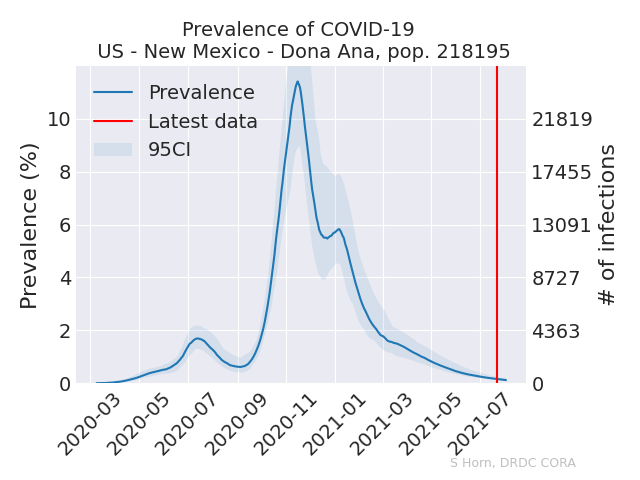 Prevalence of COVID-19
US - New Mexico - Dona Ana, pop. 218195
Prevalence
Latest data
95CI
Prevalence (%)
10
8
6
4
2
0
21819
17455
13091
8727
4363
0
# of infections
2020-03
2020-05
2020-07
2020-09
2020-11
2021-01
2021-03
2021-05
2021-07
S Horn, DRDC CORA